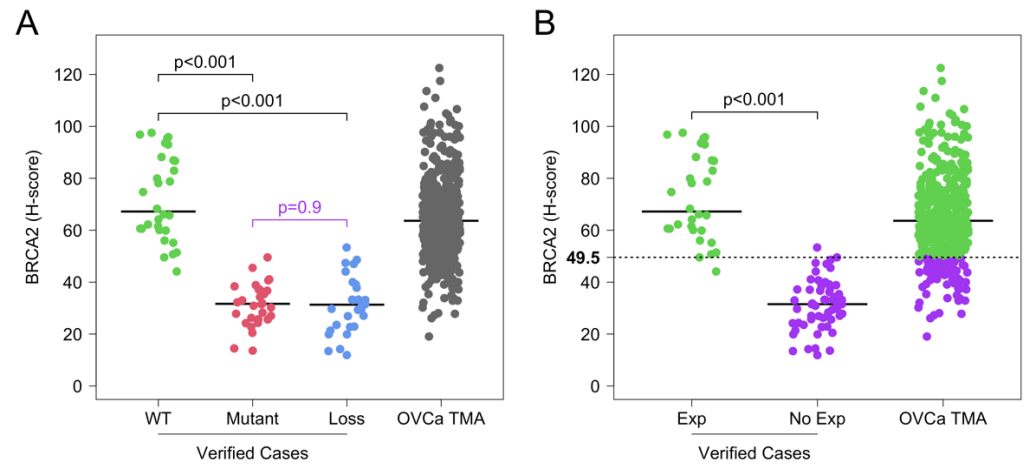 A
BRCA2 (H-score)
120
100
80
60
40
20
0
p<0.001
p<0.001
p=0.9
WT Mutant Loss OVCa TMA
Verified Cases
B
BRCA2 (H-score)
120
100
80
60
49.5
40
20
0
p<0.001
Exp No Exp OVCa TMA
Verified Cases